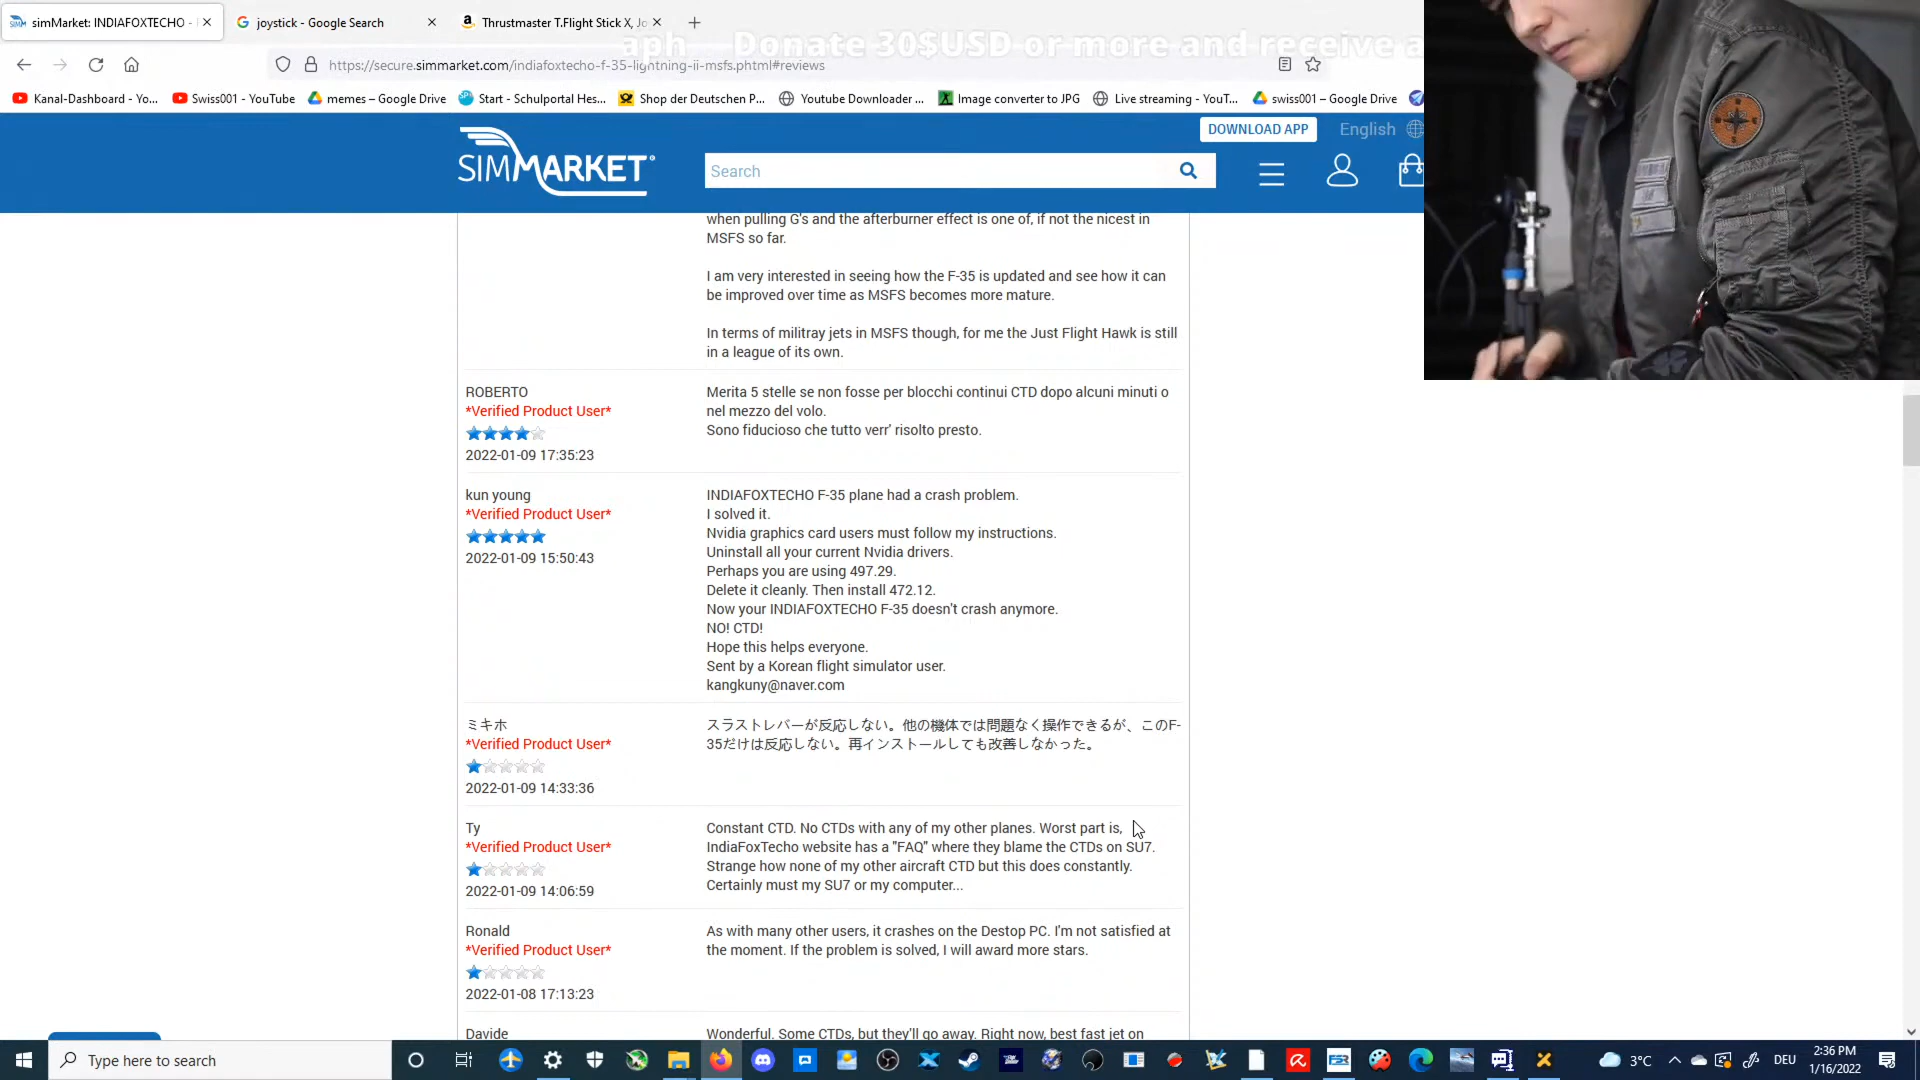 simMarket: INDIAFOXTECHO -
joystick - Google Search
Thrustmaster T.Flight Stick X, Jo
aph Donate 30$USD or more and receive a
https://secure.simmarket.com/indiafoxtecho-f-35-lightning-ii-msfs.phtml#reviews
Kanal-Dashboard - Yo...
Swiss001 - YouTube
memes – Google Drive
Start - Schulportal Hes...
Shop der Deutschen P...
Youtube Downloader ...
Image converter to JPG
Live streaming - YouT...
swiss001 – Google Drive
DOWNLOAD APP
English
SIMMARKET
Search
when pulling G's and the afterburner effect is one of, if not the nicest in
MSFS so far.
I am very interested in seeing how the F-35 is updated and see how it can
be improved over time as MSFS becomes more mature.
In terms of militray jets in MSFS though, for me the Just Flight Hawk is still
in a league of its own.
ROBERTO
*Verified Product User*
2022-01-09 17:35:23
Merita 5 stelle se non fosse per blocchi continui CTD dopo alcuni minuti o
nel mezzo del volo.
Sono fiducioso che tutto verr' risolto presto.
kun young
*Verified Product User*
2022-01-09 15:50:43
INDIAFOXTECHO F-35 plane had a crash problem.
I solved it.
Nvidia graphics card users must follow my instructions.
Uninstall all your current Nvidia drivers.
Perhaps you are using 497.29.
Delete it cleanly. Then install 472.12.
Now your INDIAFOXTECHO F-35 doesn't crash anymore.
NO! CTD!
Hope this helps everyone.
Sent by a Korean flight simulator user.
kangkuny@naver.com
ミキホ
*Verified Product User*
2022-01-09 14:33:36
スラストレバーが反応しない。他の機体では問題なく操作できるが、このF-
35だけは反応しない。再インストールしても改善しなかった。
Ty
*Verified Product User*
2022-01-09 14:06:59
Constant CTD. No CTDs with any of my other planes. Worst part is,
IndiaFoxTecho website has a "FAQ" where they blame the CTDs on SU7.
Strange how none of my other aircraft CTD but this does constantly.
Certainly must my SU7 or my computer...
Ronald
*Verified Product User*
2022-01-08 17:13:23
As with many other users, it crashes on the Destop PC. I'm not satisfied at
the moment. If the problem is solved, I will award more stars.
Davide
Wonderful. Some CTDs, but they'll go away. Right now, best fast jet on
Type here to search
FSR
3°C
DEU
2:36 PM
1/16/2022